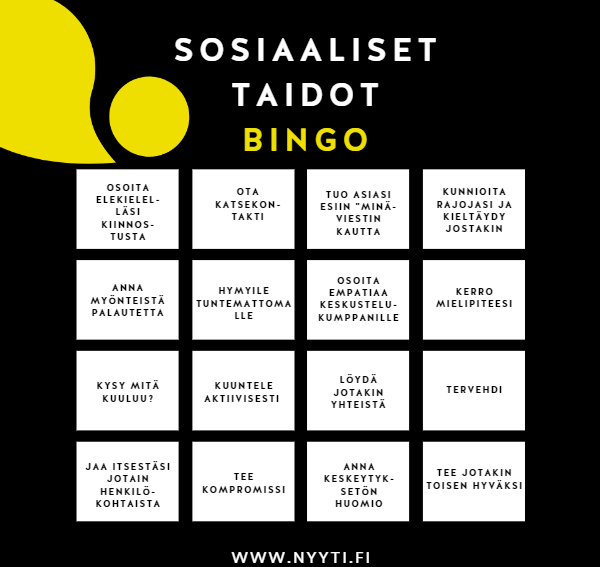 SOSIAALISET
TAIDOT
BINGO
OSOITA
ELEKIELEL-
LÄSI
KIINNOS-
TUSTA
OTA
KATSEKON-
TAKTI
TUO ASIASI
ESIIN "MINÄ-
VIESTIN
KAUTTA
KUNNIOITA
RAJOJASI JA
KIELTÄYDY
JOSTAKIN
ANNA
MYÖNTEISTÄ
PALAUTETTA
HYMYILE
TUNTEMATTOMA
LLE
OSOITA
EMPATIAA
KESKUSTELU-
KUMPPANILLE
KERRO
MIELIPITEESI
KYSY MITÄ
KUULUU?
KUUNTELE
AKTIIVISESTI
LÖYDÄ
JOTAKIN
YHTEISTÄ
TERVEHDI
JAA ITSESTÄSI
JOTAIN
HENKILÖ-
KOHTAISTA
TEE
KOMPROMISSI
ANNA
KESKEYTYK-
SETÖN
HUOMIO
TEE JOTAKIN
TOISEN HYVÄKSI
WWW.NYYTI.FI